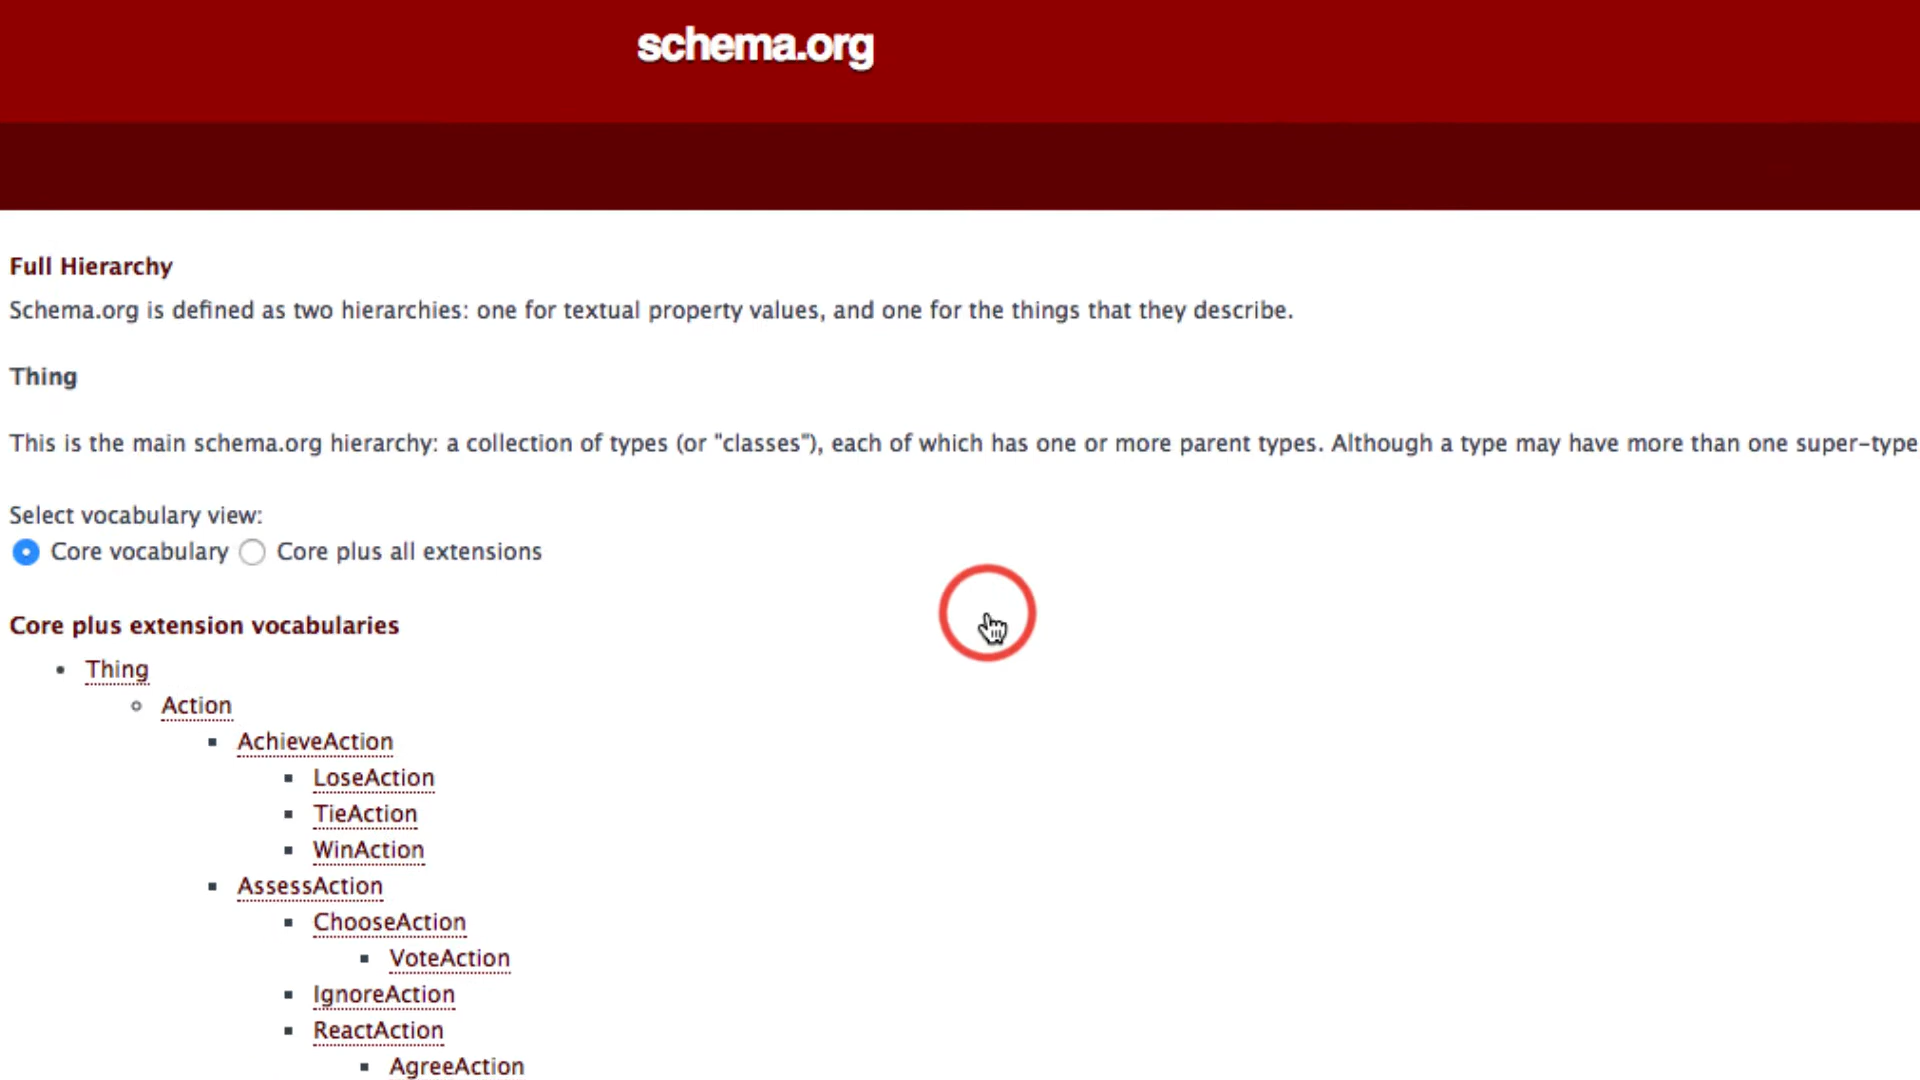 schema.org
Full Hierarchy
Schema.org is defined as two hierarchies: one for textual property values, and one for the things that they describe.
Thing
This is the main schema.org hierarchy: a collection of types (or "classes"), each of which has one or more parent types. Although a type may have more than one super-type
Select vocabulary view:
Core vocabulary Core plus all extensions
Core plus extension vocabularies
Thing
Action
AchieveAction
LoseAction
TieAction
WinAction
AssessAction
ChooseAction
VoteAction
IgnoreAction
ReactAction
AgreeAction